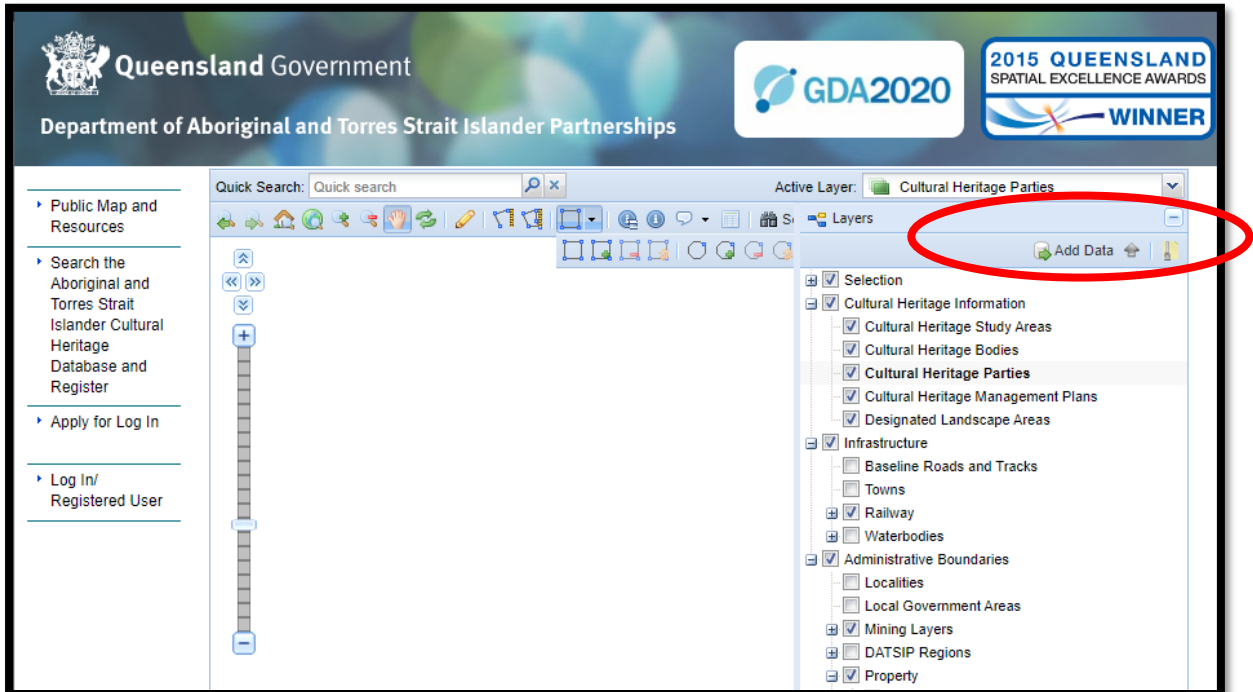 Queensland Government
Department of Aboriginal and Torres Strait Islander Partnerships
GDA2020
2015 QUEENSLAND
SPATIAL EXCELLENCE AWARDS
WINNER
Public Map and
Resources
Search the
Aboriginal and
Torres Strait
Islander Cultural
Heritage
Database and
Register
Apply for Log In
Log In/
Registered User
Quick Search: Quick search
Active Layer: Cultural Heritage Parties
Layers
Add Data
Selection
Cultural Heritage Information
Cultural Heritage Study Areas
Cultural Heritage Bodies
Cultural Heritage Parties
Cultural Heritage Management Plans
Designated Landscape Areas
Infrastructure
Baseline Roads and Tracks
Towns
Railway
Waterbodies
Administrative Boundaries
Localities
Local Government Areas
Mining Layers
DATSIP Regions
Property